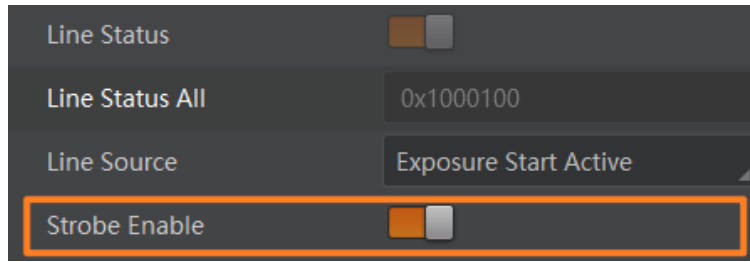 Line Status
Line Status All 0x1000100
Line Source Exposure Start Active
Strobe Enable